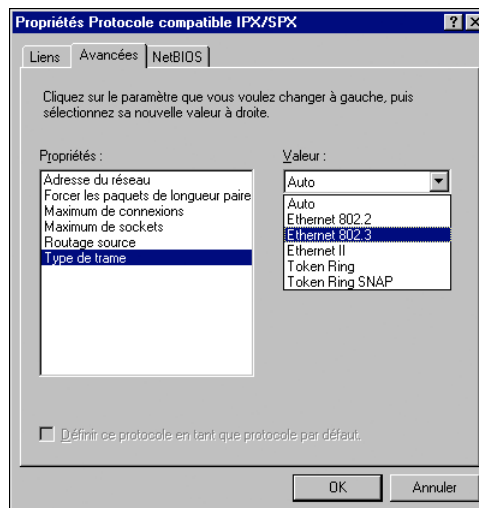 Propriétés Protocole compatible IPX/SPX
Liens Avancées NetBIOS
Cliquez sur le paramètre que vous voulez changer à gauche, puis
sélectionnez sa nouvelle valeur à droite.
Propriétés :
Adresse du réseau
Forcer les paquets de longueur paire
Maximum de connexions
Maximum de sockets
Routage source
Type de trame
Valeur :
Auto
Auto
Ethernet 802.2
Ethernet 802.3
Ethernet II
Token Ring
Token Ring SNAP
Définir ce protocole en tant que protocole par défaut.
OK Annuler